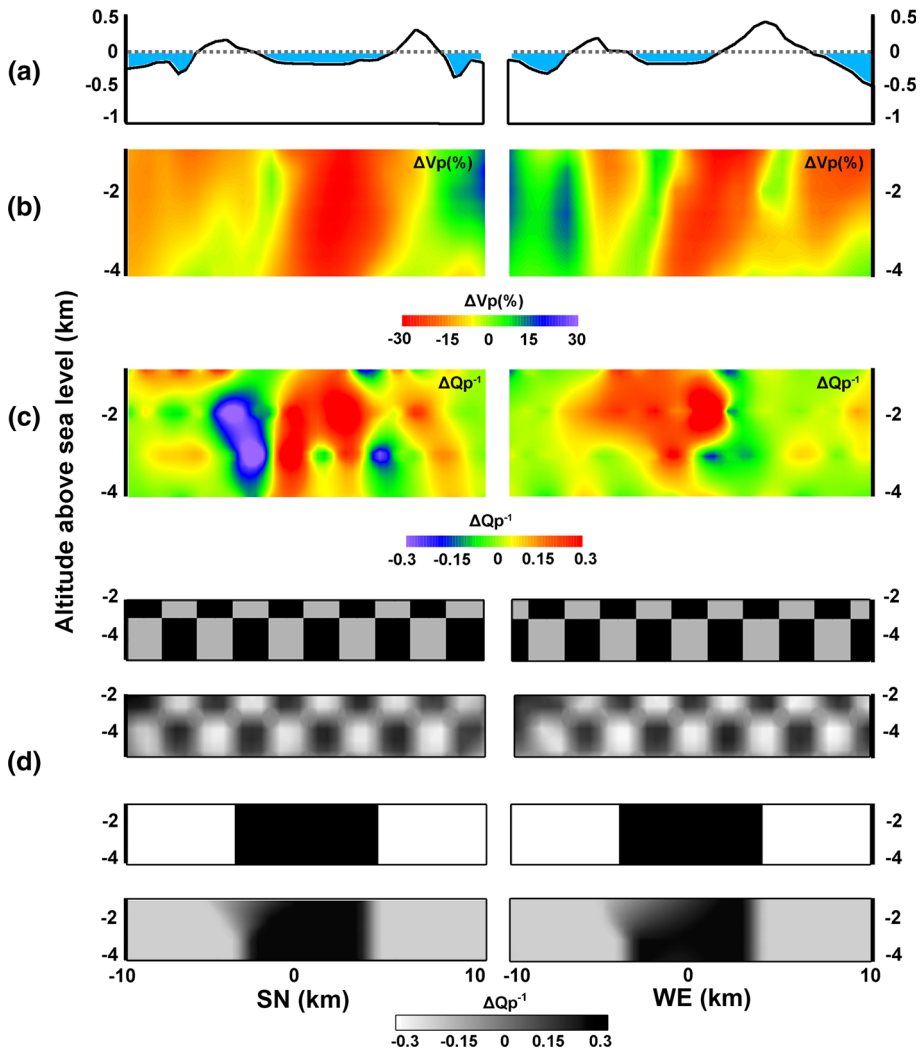 0.5 0.5
(a) 0 0
-0.5 -0.5
-1 -1
ΔVp(%) ΔVp(%)
(b) -2 -2
-4 -4
ΔVp(%)
-30 -15 0 15 30
ΔQp⁻¹ ΔQp⁻¹
(c) -2 -2
-4 -4
ΔQp⁻¹
-0.3 -0.15 0 0.15 0.3
Altitude above sea level (km)
-2 -2
-4 -4
-2 -2
-4 -4
(d)
-2 -2
-4 -4
-2 -2
-4 -4
-10 0 10 -10 0 10
SN (km) WE (km)
ΔQp⁻¹
-0.3 -0.15 0 0.15 0.3